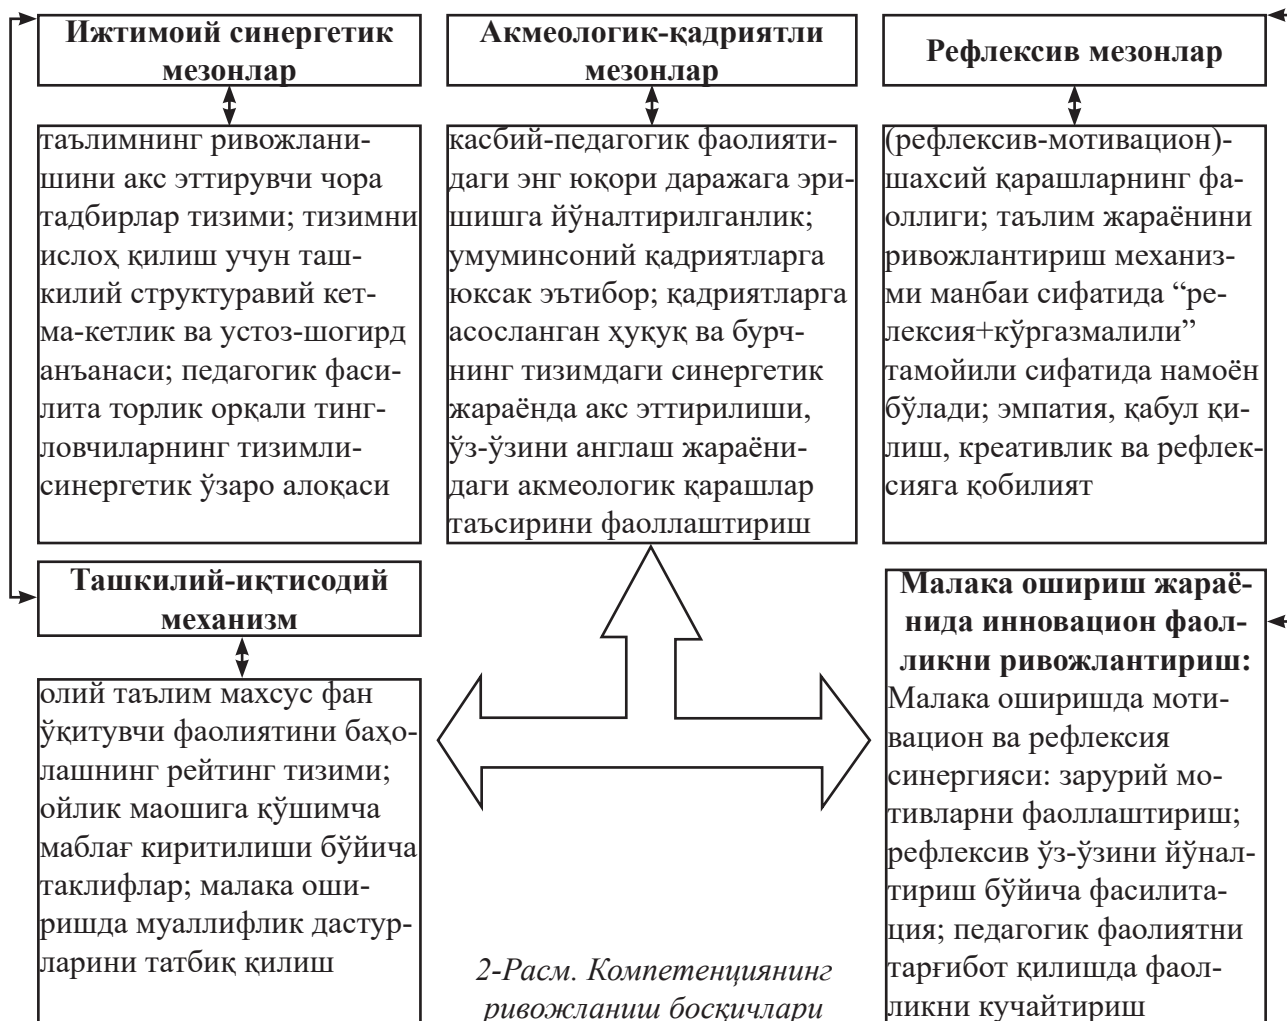 Ижтимоий синергетик
мезонлар
таълимнинг ривожлани-
шини акс эттирувчи чора
тадбирлар тизими; тизимни
ислоҳ қилиш учун таш-
килий структуравий кет-
ма-кетлик ва устоз-шогирд
анъанаси; педагогик фаси-
лита торлик орқали тинг-
ловчиларнинг тизимли-
синергетик ўзаро алоқаси
Акмеологик-қадриятли
мезонлар
касбий-педагогик фаолияти-
даги энг юқори даражага эри-
шишга йўналтирилганлик;
умуминсоний қадриятларга
юксак эътибор; қадриятларга
асосланган ҳуқуқ ва бурч-
нинг тизимдаги синергетик
жараёнда акс эттирилиши,
ўз-ўзини англаш жараёни-
даги акмеологик қарашлар
таъсирини фаоллаштириш
Рефлексив мезонлар
(рефлексив-мотивацион)-
шахсий қарашларнинг фа-
оллиги; таълим жараёнини
ривожлантириш механиз-
ми манбаи сифатида “ре-
лексия+кўргазмалили”
тамойили сифатида намоён
бўлади; эмпатия, қабул қи-
лиш, креативлик ва рефлек-
сияга қобилият
Ташкилий-иқтисодий
механизм
олий таълим махсус фан
ўқитувчи фаолиятини баҳо-
лашнинг рейтинг тизими;
ойлик маошига қўшимча
маблағ киритилиши бўйича
таклифлар; малака оши-
ришда муаллифлик дастур-
ларини татбиқ қилиш
Малака ошириш жараё-
нида инновацион фаол-
ликни ривожлантириш:
Малака оширишда моти-
вацион ва рефлексия
синергияси: зарурий мо-
тивларни фаоллаштириш;
рефлексив ўз-ўзини йўнал-
тириш бўйича фасилита-
ция; педагогик фаолиятни
тарғибот қилишда фаол-
ликни кучайтириш
2-Расм. Компетенциянинг
ривожланиш босқичлари